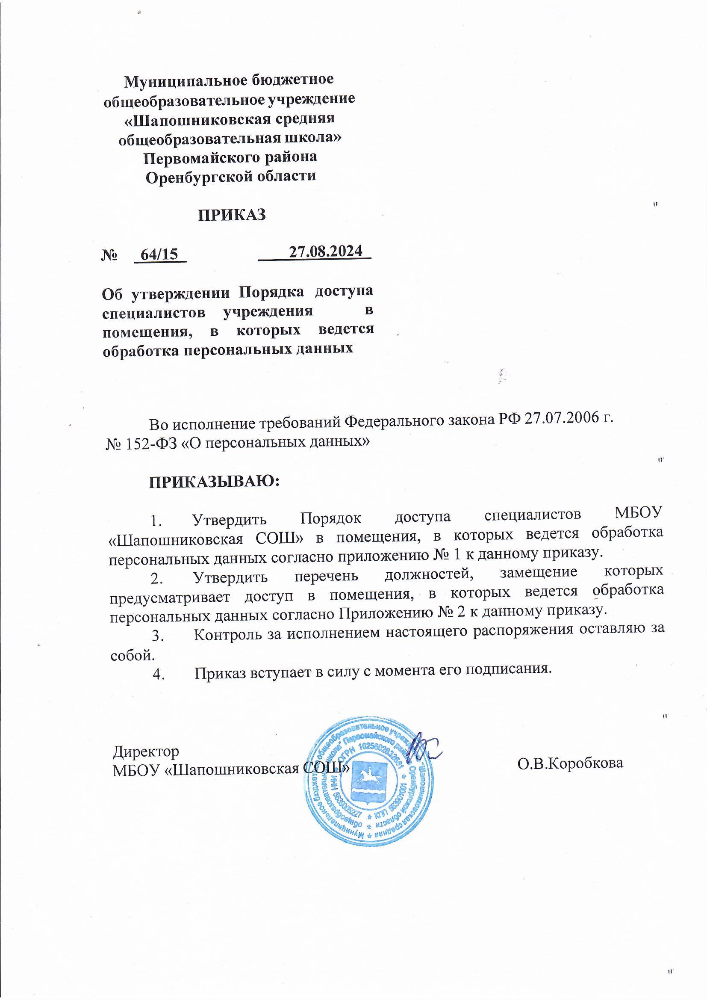 Муниципальное бюджетное
общеобразовательное учреждение
«Шапошниковская средняя
общеобразовательная школа»
Первомайского района
Оренбургской области
ПРИКАЗ
№ 64/15 27.08.2024
Об утверждении Порядка доступа
специалистов учреждения в
помещения, в которых ведется
обработка персональных данных
Во исполнение требований Федерального закона РФ 27.07.2006 г.
№ 152-ФЗ «О персональных данных»
ПРИКАЗЫВАЮ:
1. Утвердить Порядок доступа специалистов МБОУ
«Шапошниковская СОШ» в помещения, в которых ведется обработка
персональных данных согласно приложению № 1 к данному приказу.
2. Утвердить перечень должностей, замещение которых
предусматривает доступ в помещения, в которых ведется обработка
персональных данных согласно Приложению № 2 к данному приказу.
3. Контроль за исполнением настоящего распоряжения оставляю за
собой.
4. Приказ вступает в силу с момента его подписания.
Директор
МБОУ «Шапошниковская СОШ» О.В.Коробкова
Муниципальное бюджетное общеобразовательное учреждение "Шапошниковская средняя
общеобразовательная школа" Первомайского района Оренбургской области
ИНН 5639005227 ОГРН 1025602832661 КПП 563901001